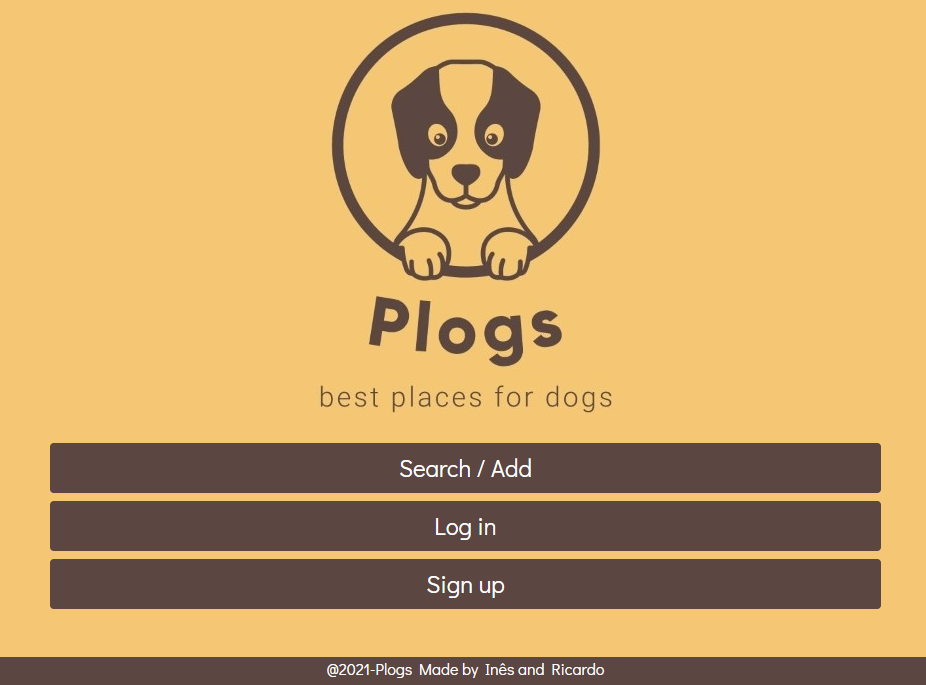 Plogs
best places for dogs
Search / Add
Log in
Sign up
@2021-Plogs Made by Inês and Ricardo